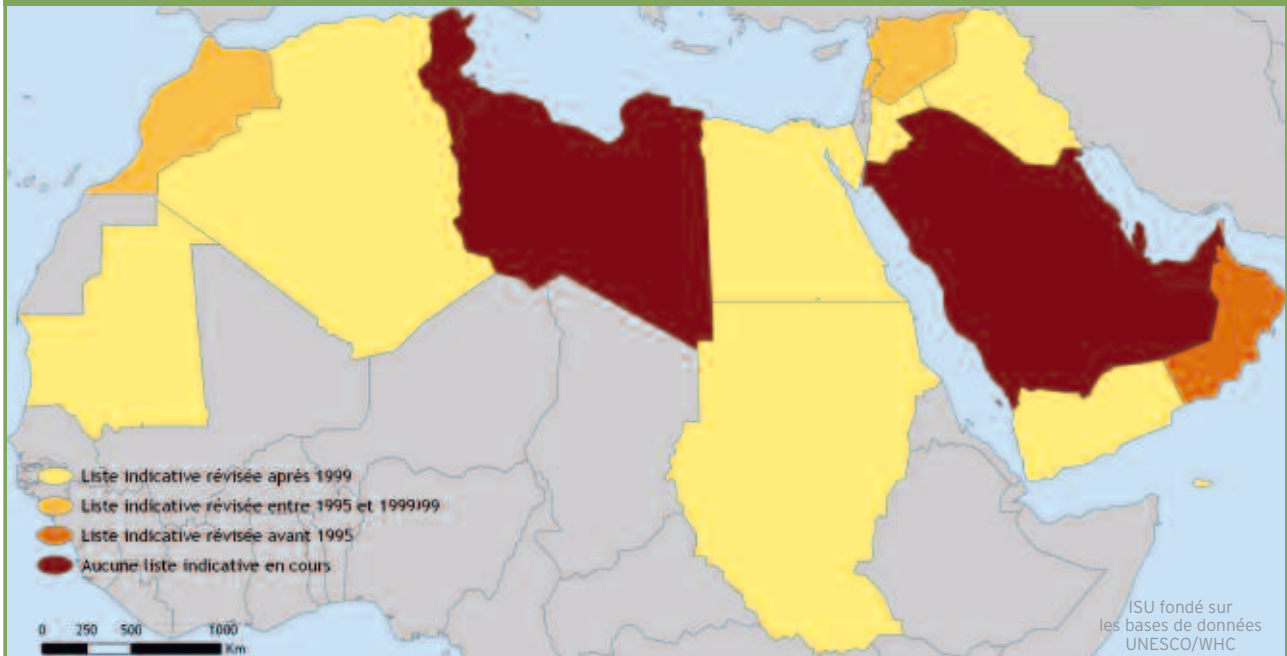 Liste indicative révisée après 1999
Liste indicative révisée entre 1995 et 1999)99
Liste indicative révisée avant 1995
Aucune liste indicative en cours
0 250 500 1000
Km
ISU fondé sur
les bases de données
UNESCO/WHC